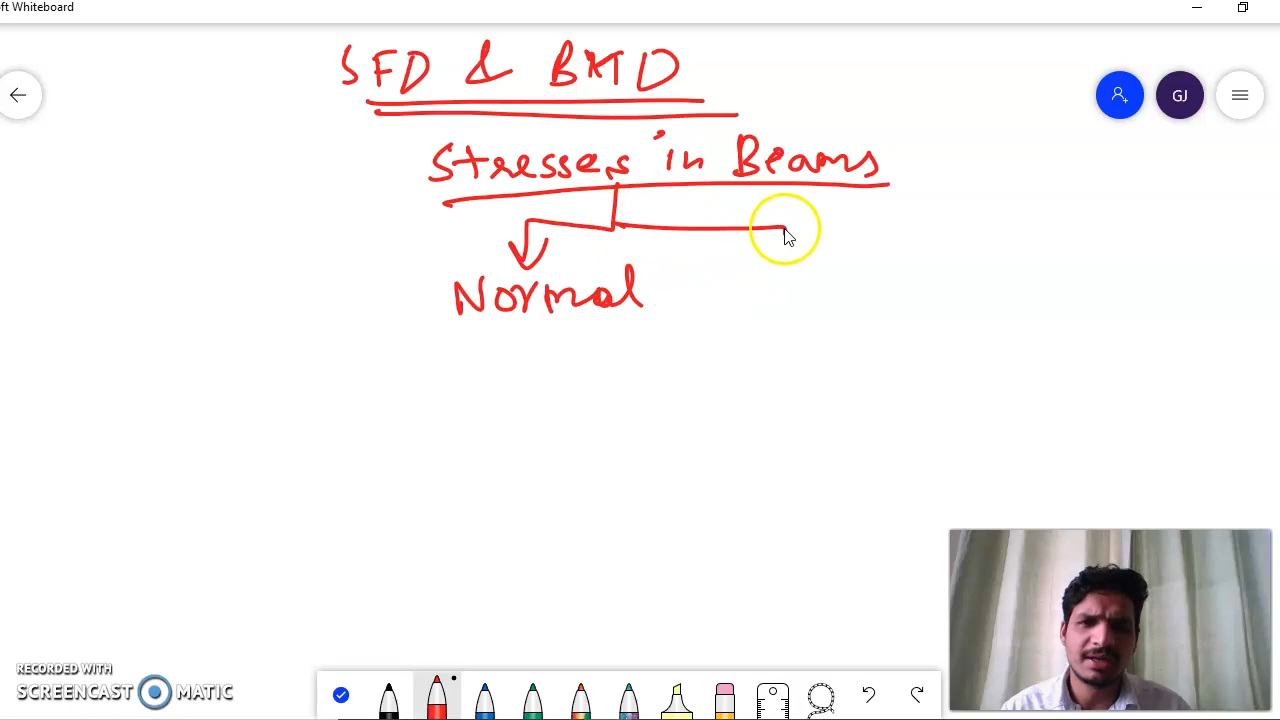 ft Whiteboard
SFD & BMD
GJ
Stresses in Beams
Normal
RECORDED WITH
SCREENCAST MATIC